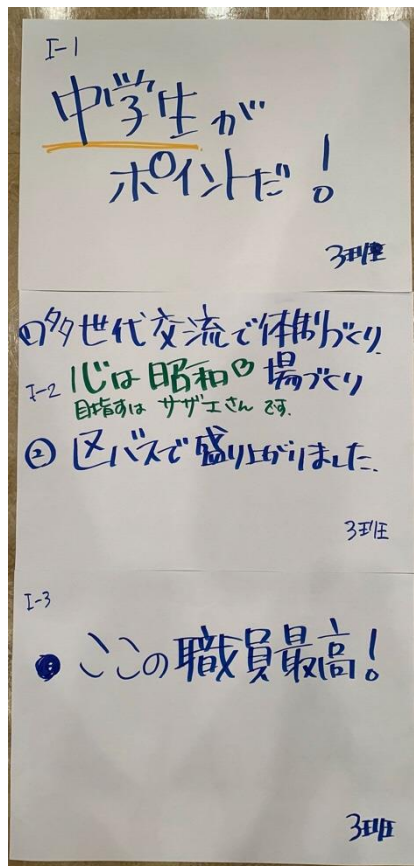 I-1
中学生が
ポイントだ!
3班
①多世代交流で体制づくり
I-2 心は昭和♡場づくり
目指すはサザエさんです.
② 区バスで盛り上がりました.
3班
I-3
● ここの職員最高!
3班